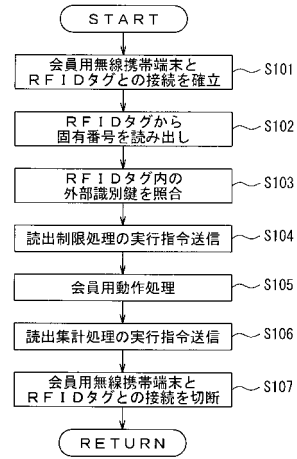 START
会員用無線携帯端末と
RFIDタグとの接続を確立
S101
RFIDタグから
固有番号を読み出し
S102
RFIDタグ内の
外部識別鍵を照合
S103
読出制限処理の実行指令送信
S104
会員用動作処理
S105
読出集計処理の実行指令送信
S106
会員用無線携帯端末と
RFIDタグとの接続を切断
S107
RETURN